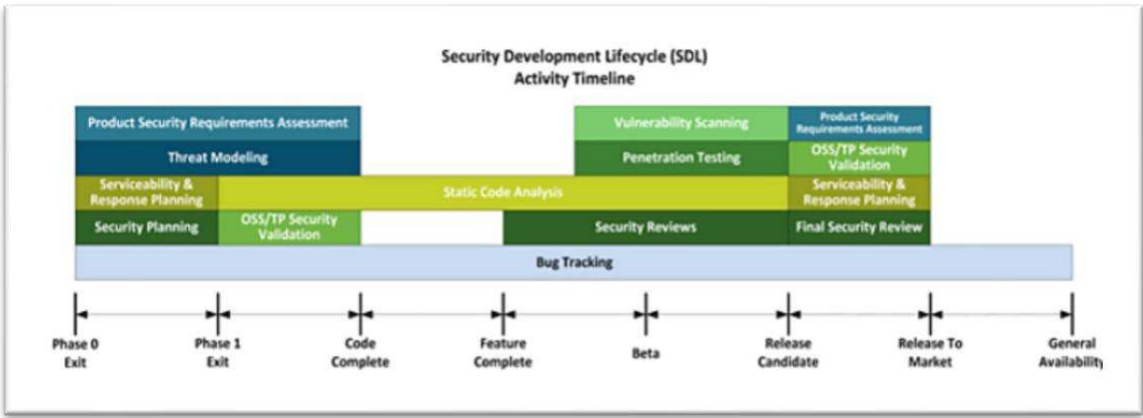 Security Development Lifecycle (SDL)
Activity Timeline
Product Security Requirements Assessment
Vulnerability Scanning
Product Security
Requirements Assessment
Threat Modeling
Penetration Testing
OSS/TP Security
Validation
Serviceability &
Response Planning
Static Code Analysis
Serviceability &
Response Planning
Security Planning
OSS/TP Security
Validation
Security Reviews
Final Security Review
Bug Tracking
Phase 0
Exit
Phase 1
Exit
Code
Complete
Feature
Complete
Beta
Release
Candidate
Release To
Market
General
Availability